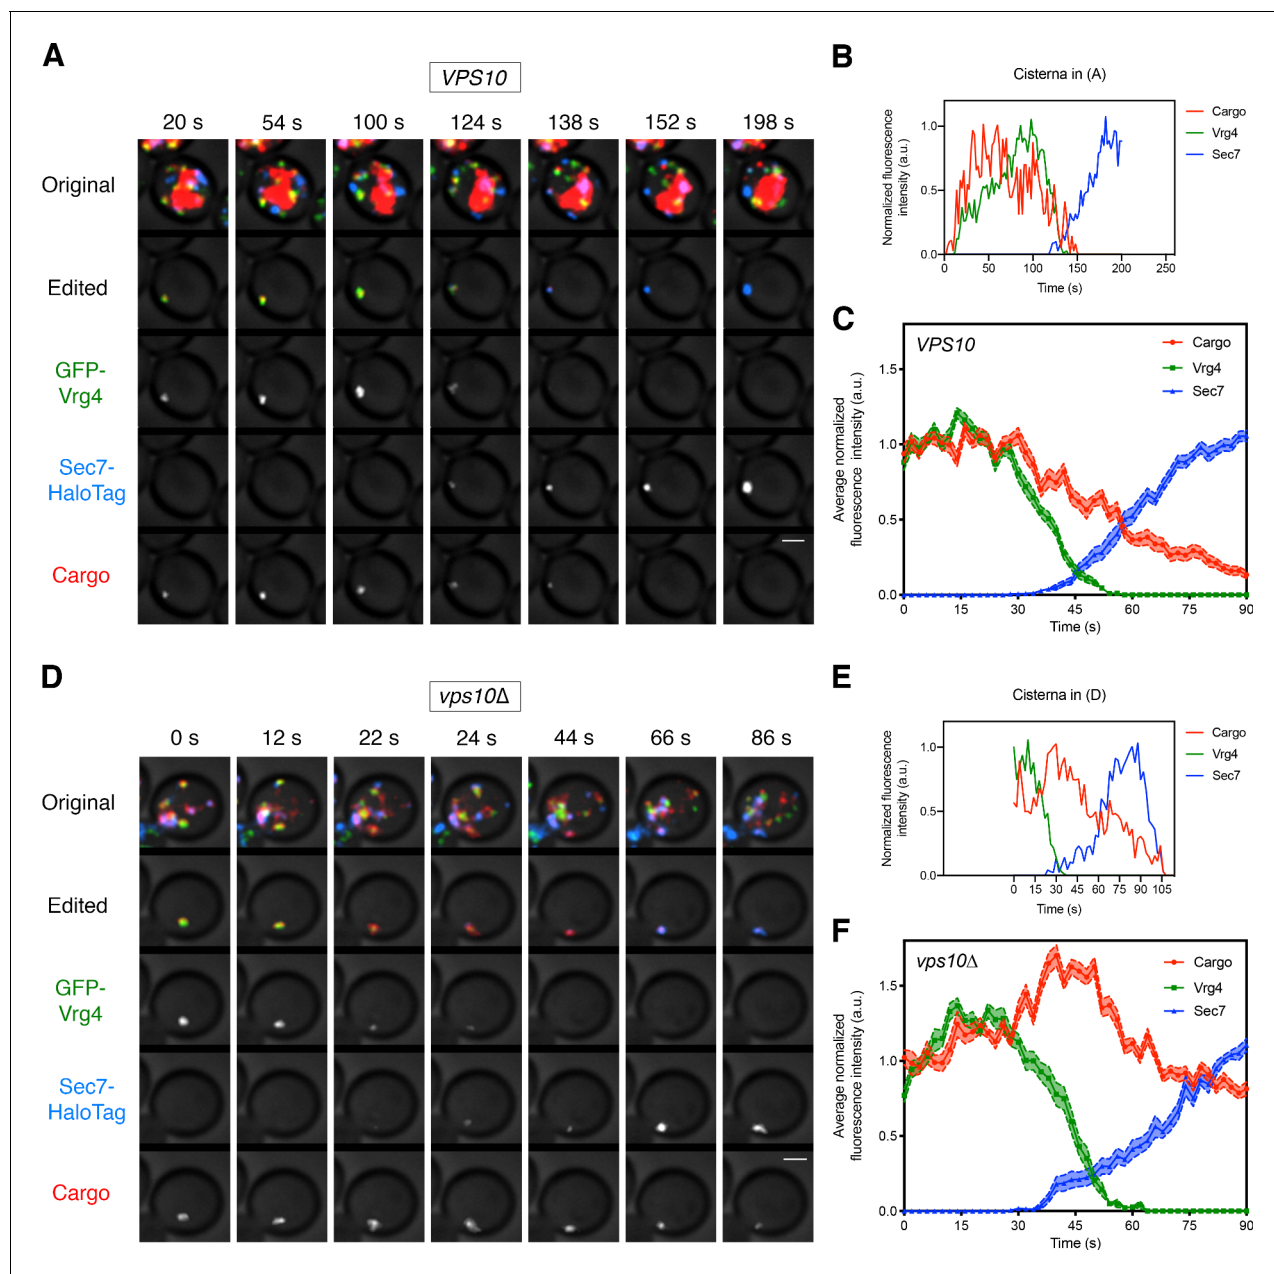 A
VPS10
20 s 54 s 100 s 124 s 138 s 152 s 198 s
Original
Edited
GFP-
Vrg4
Sec7-
HaloTag
Cargo
B
Cisterna in (A)
Normalized fluorescence
intensity (a.u.)
1.0
0.5
0.0
0 50 100 150 200 250
Time (s)
Cargo
Vrg4
Sec7
C
VPS10
Cargo
Vrg4
Sec7
Average normalized
fluorescence intensity (a.u.)
1.5
1.0
0.5
0.0
0 15 30 45 60 75 90
Time (s)
D
vps10Δ
0 s 12 s 22 s 24 s 44 s 66 s 86 s
Original
Edited
GFP-
Vrg4
Sec7-
HaloTag
Cargo
E
Cisterna in (D)
Normalized fluorescence
intensity (a.u.)
1.0
0.5
0.0
0 15 30 45 60 75 90 105
Time (s)
Cargo
Vrg4
Sec7
F
vps10Δ
Cargo
Vrg4
Sec7
Average normalized
fluorescence intensity (a.u.)
1.5
1.0
0.5
0.0
0 15 30 45 60 75 90
Time (s)